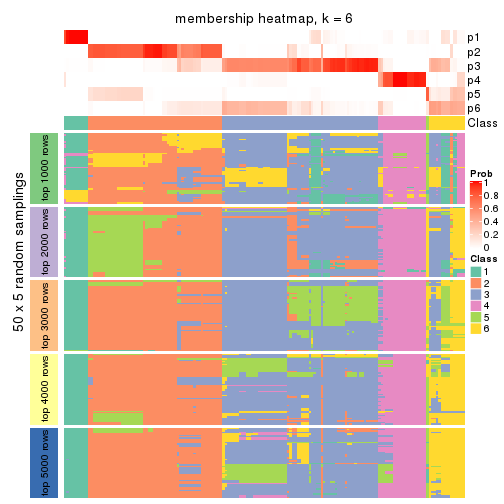 membership heatmap, k = 6
p1
p2
p3
p4
p5
p6
Class
50 x 5 random samplings
top 1000 rows
top 2000 rows
top 3000 rows
top 4000 rows
top 5000 rows
Prob
1
0.8
0.6
0.4
0.2
0
Class
1
2
3
4
5
6